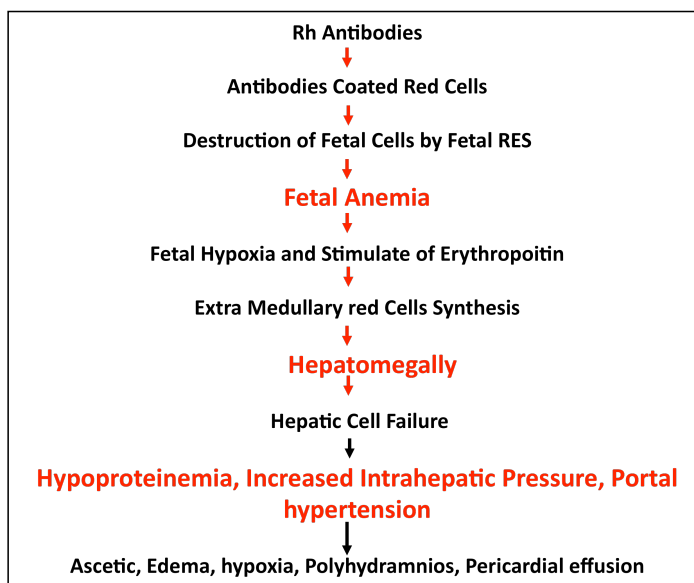 Rh Antibodies
Antibodies Coated Red Cells
Destruction of Fetal Cells by Fetal RES
Fetal Anemia
Fetal Hypoxia and Stimulate of Erythropoitin
Extra Medullary red Cells Synthesis
Hepatomegally
Hepatic Cell Failure
Hypoproteinemia, Increased Intrahepatic Pressure, Portal
hypertension
Ascetic, Edema, hypoxia, Polyhydramnios, Pericardial effusion